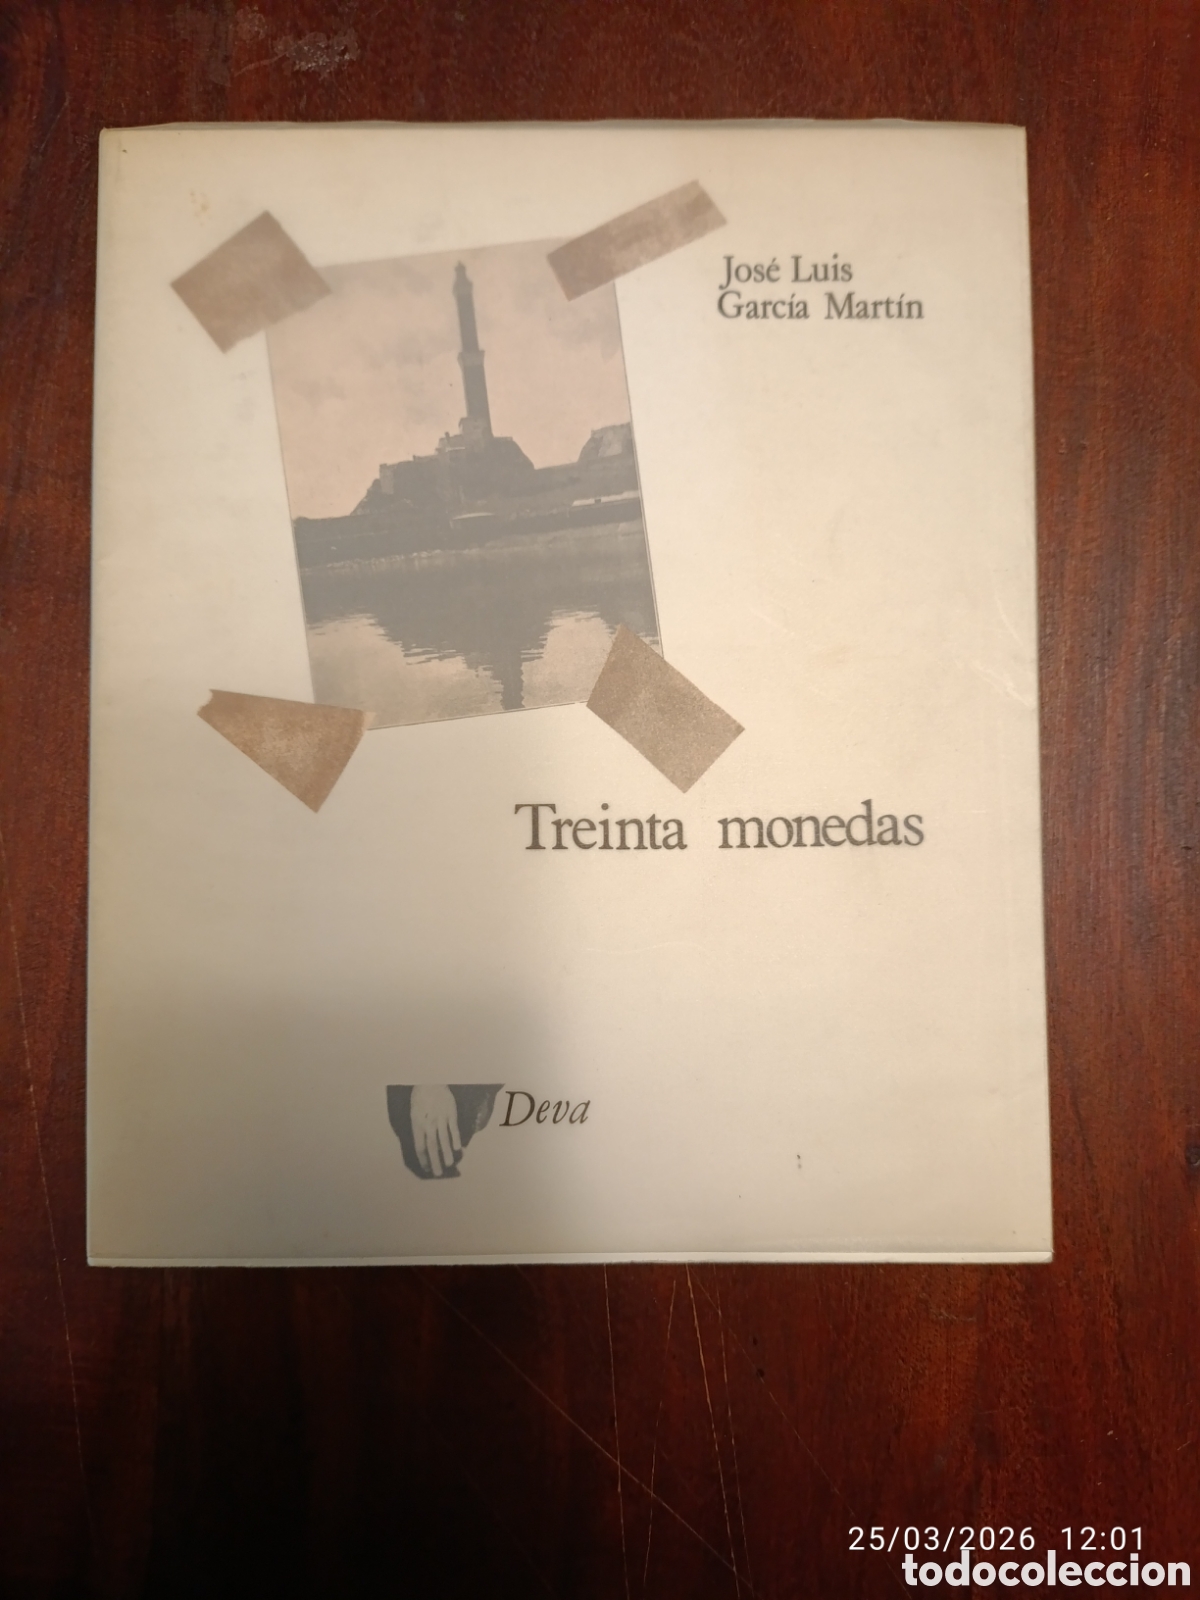 José Luis
García Martín
Treinta monedas
Deva
25/03/2026 12:01
todocoleccion